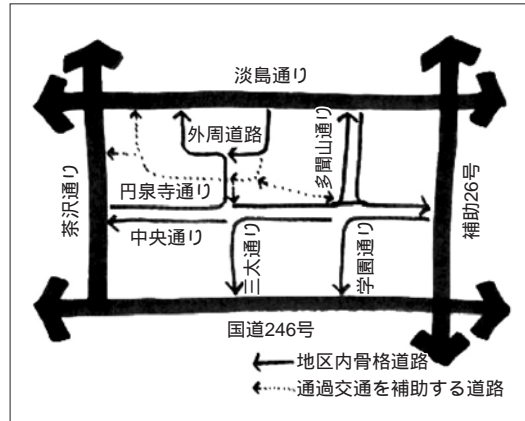 淡島通り
外周道路
多聞山通り
円泉寺通り
茶沢通り
補助26号
中央通り
三太通り
学園通り
国道246号
地区内骨格道路
通過交通を補助する道路